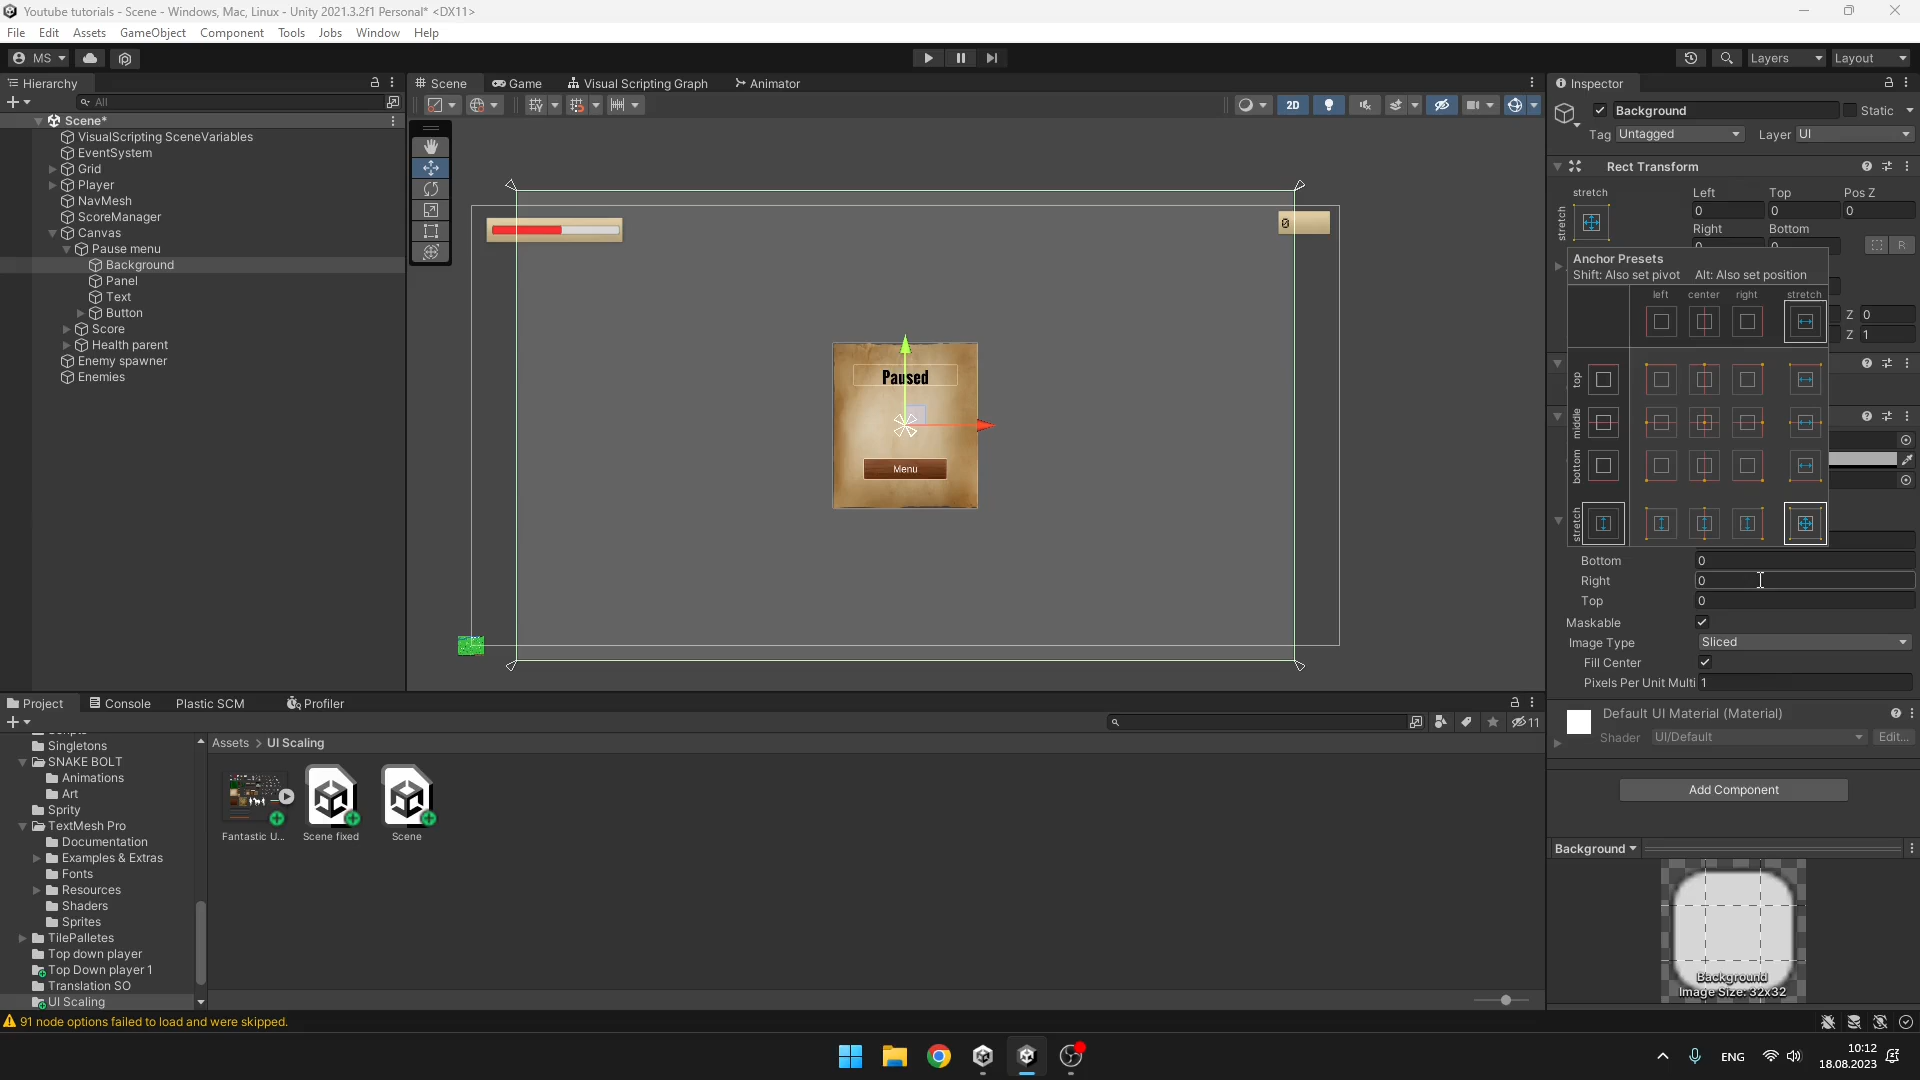 Youtube tutorials - Scene - Windows, Mac, Linux - Unity 2021.3.2f1 Personal* <DX11>
File Edit Assets GameObject Component Tools Jobs Window Help
MS Layers Layout
Hierarchy
All
Scene*
VisualScripting SceneVariables
EventSystem
Grid
Player
NavMesh
ScoreManager
Canvas
Pause menu
Background
Panel
Text
Button
Score
Health parent
Enemy spawner
Enemies
Scene Game Visual Scripting Graph Animator
2D
0
Paused
Menu
Inspector
Background Static
Tag Untagged Layer UI
Rect Transform
stretch
stretch
Left Top Pos Z
0 0 0
Right Bottom
R
Anchor Presets
Shift: Also set pivot Alt: Also set position
left center right stretch
top
middle
bottom
stretch
Z 0
Z 1
Bottom 0
Right 0
Top 0
Maskable
Image Type Sliced
Fill Center
Pixels Per Unit Multi 1
Default UI Material (Material)
Shader UI/Default Edit...
Add Component
Background
Background
Image Size: 32x32
Project Console Plastic SCM Profiler
11
Singletons
SNAKE BOLT
Animations
Art
Sprity
TextMesh Pro
Documentation
Examples & Extras
Fonts
Resources
Shaders
Sprites
TilePalletes
Top down player
Top Down player 1
Translation SO
UI Scaling
Assets > UI Scaling
Fantastic U... Scene fixed Scene
91 node options failed to load and were skipped.
ENG
10:12
18.08.2023